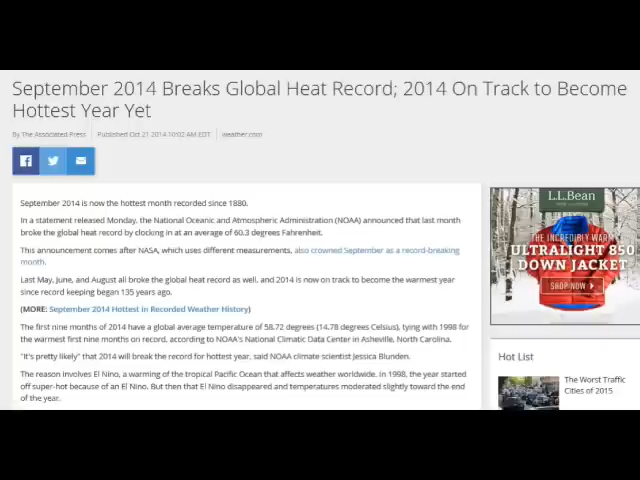 September 2014 Breaks Global Heat Record; 2014 On Track to Become
Hottest Year Yet
By The Associated Press
Published Oct 21 2014 10:02 AM EDT
weather.com
September 2014 is now the hottest month recorded since 1880.
In a statement released Monday, the National Oceanic and Atmospheric Administration (NOAA) announced that last month
broke the global heat record by clocking in at an average of 60.3 degrees Fahrenheit.
This announcement comes after NASA, which uses different measurements, also crowned September as a record-breaking
month.
Last May, June, and August all broke the global heat record as well, and 2014 is now on track to become the warmest year
since record keeping began 135 years ago.
(MORE: September 2014 Hottest in Recorded Weather History)
The first nine months of 2014 have a global average temperature of 58.72 degrees (14.78 degrees Celsius), tying with 1998 for
the warmest first nine months on record, according to NOAA's National Climatic Data Center in Asheville, North Carolina.
"It's pretty likely" that 2014 will break the record for hottest year, said NOAA climate scientist Jessica Blunden.
The reason involves El Nino, a warming of the tropical Pacific Ocean that affects weather worldwide. In 1998, the year started
off super-hot because of an El Nino. But then that El Nino disappeared and temperatures moderated slightly toward the end
of the year.
L.L.Bean
THE INCREDIBLY WARM
ULTRALIGHT 850
DOWN JACKET
SHOP NOW
Hot List
The Worst Traffic
Cities of 2015